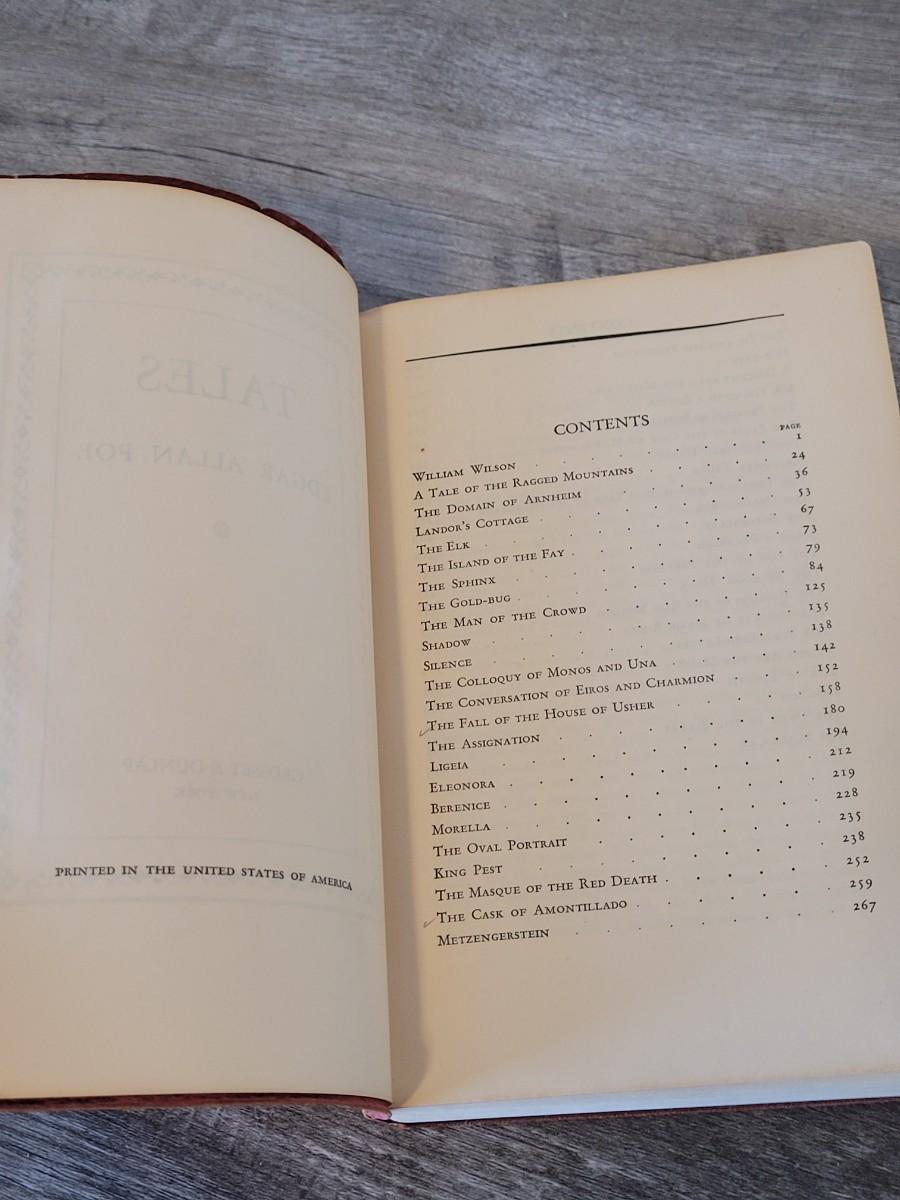 TALES
EDGAR ALLAN POE
GROSSET & DUNLAP
NEW YORK
PRINTED IN THE UNITED STATES OF AMERICA
CONTENTS
PAGE
WILLIAM WILSON 1
A TALE OF THE RAGGED MOUNTAINS 24
THE DOMAIN OF ARNHEIM 36
LANDOR'S COTTAGE 53
THE ELK 67
THE ISLAND OF THE FAY 73
THE SPHINX 79
THE GOLD-BUG 84
THE MAN OF THE CROWD 125
SHADOW 135
SILENCE 138
THE COLLOQUY OF MONOS AND UNA 142
THE CONVERSATION OF EIROS AND CHARMION 152
THE FALL OF THE HOUSE OF USHER 158
THE ASSIGNATION 180
LIGEIA 194
ELEONORA 212
BERENICE 219
MORELLA 228
THE OVAL PORTRAIT 235
KING PEST 238
THE MASQUE OF THE RED DEATH 252
THE CASK OF AMONTILLADO 259
METZENGERSTEIN 267